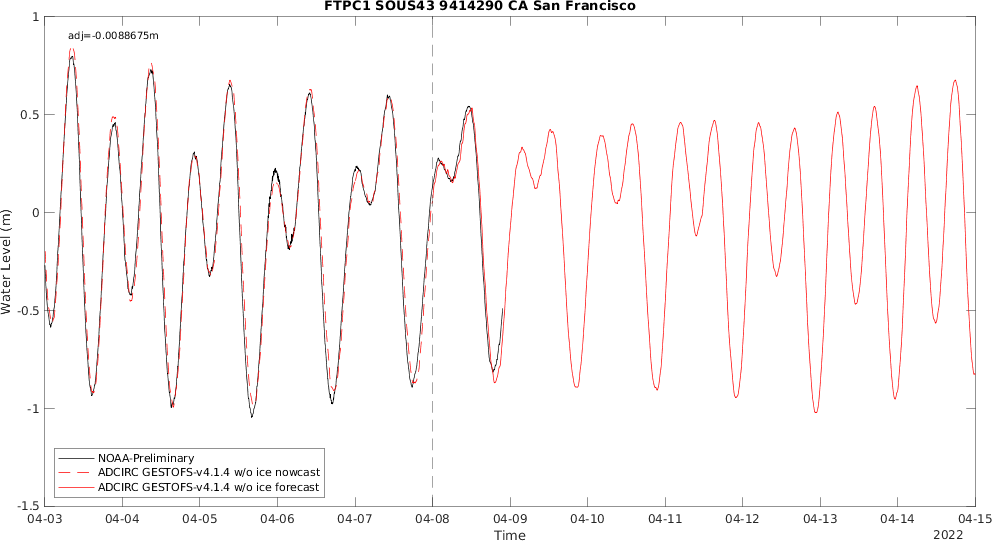 FTPC1 SOUS43 9414290 CA San Francisco
adj=-0.0088675m
1
0.5
0
-0.5
-1
-1.5
Water Level (m)
NOAA-Preliminary
ADCIRC GESTOFS-v4.1.4 w/o ice nowcast
ADCIRC GESTOFS-v4.1.4 w/o ice forecast
04-03 04-04 04-05 04-06 04-07 04-08 04-09 04-10 04-11 04-12 04-13 04-14 04-15
Time
2022